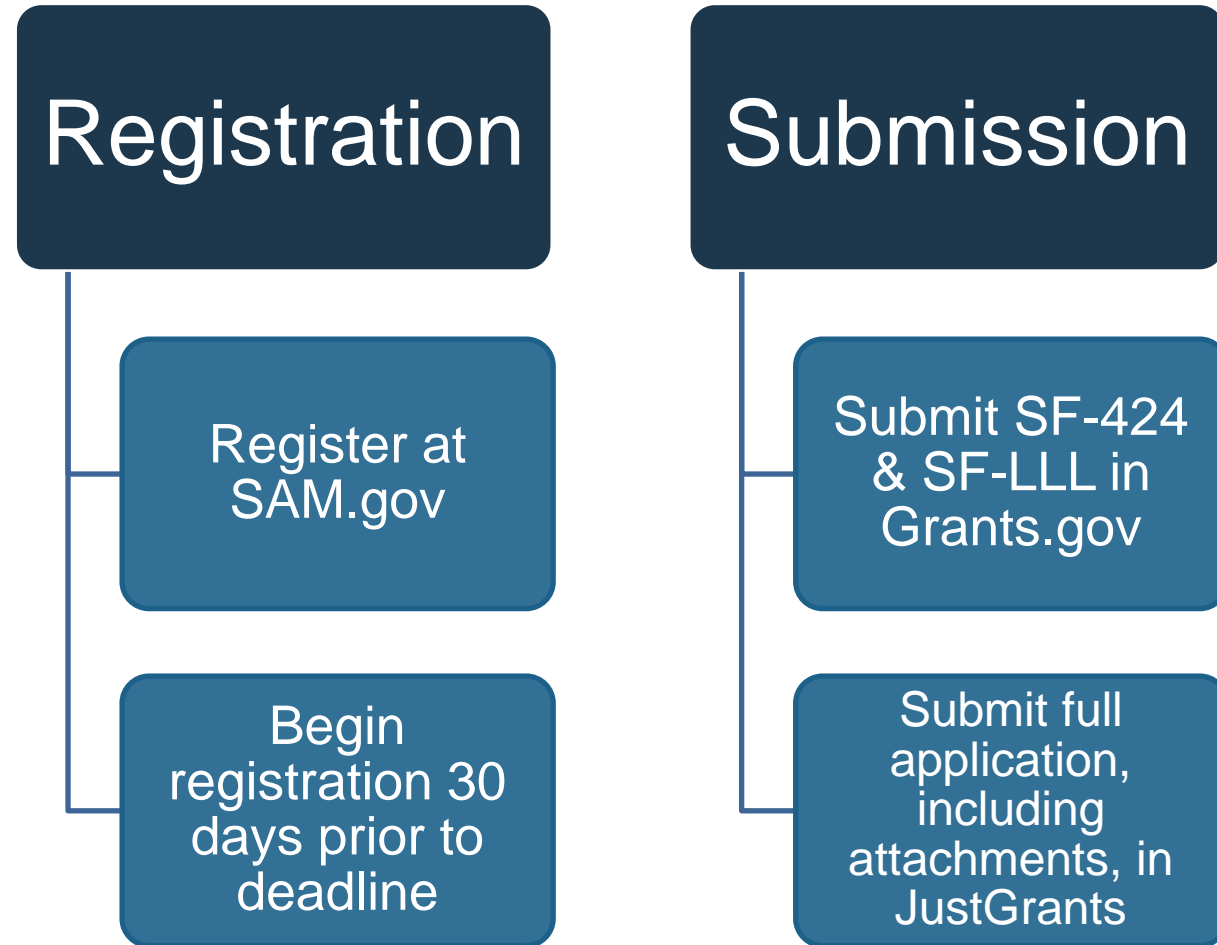 Registration
Register at
SAM.gov
Begin
registration 30
days prior to
deadline
Submission
Submit SF-424
& SF-LLL in
Grants.gov
Submit full
application,
including
attachments, in
JustGrants